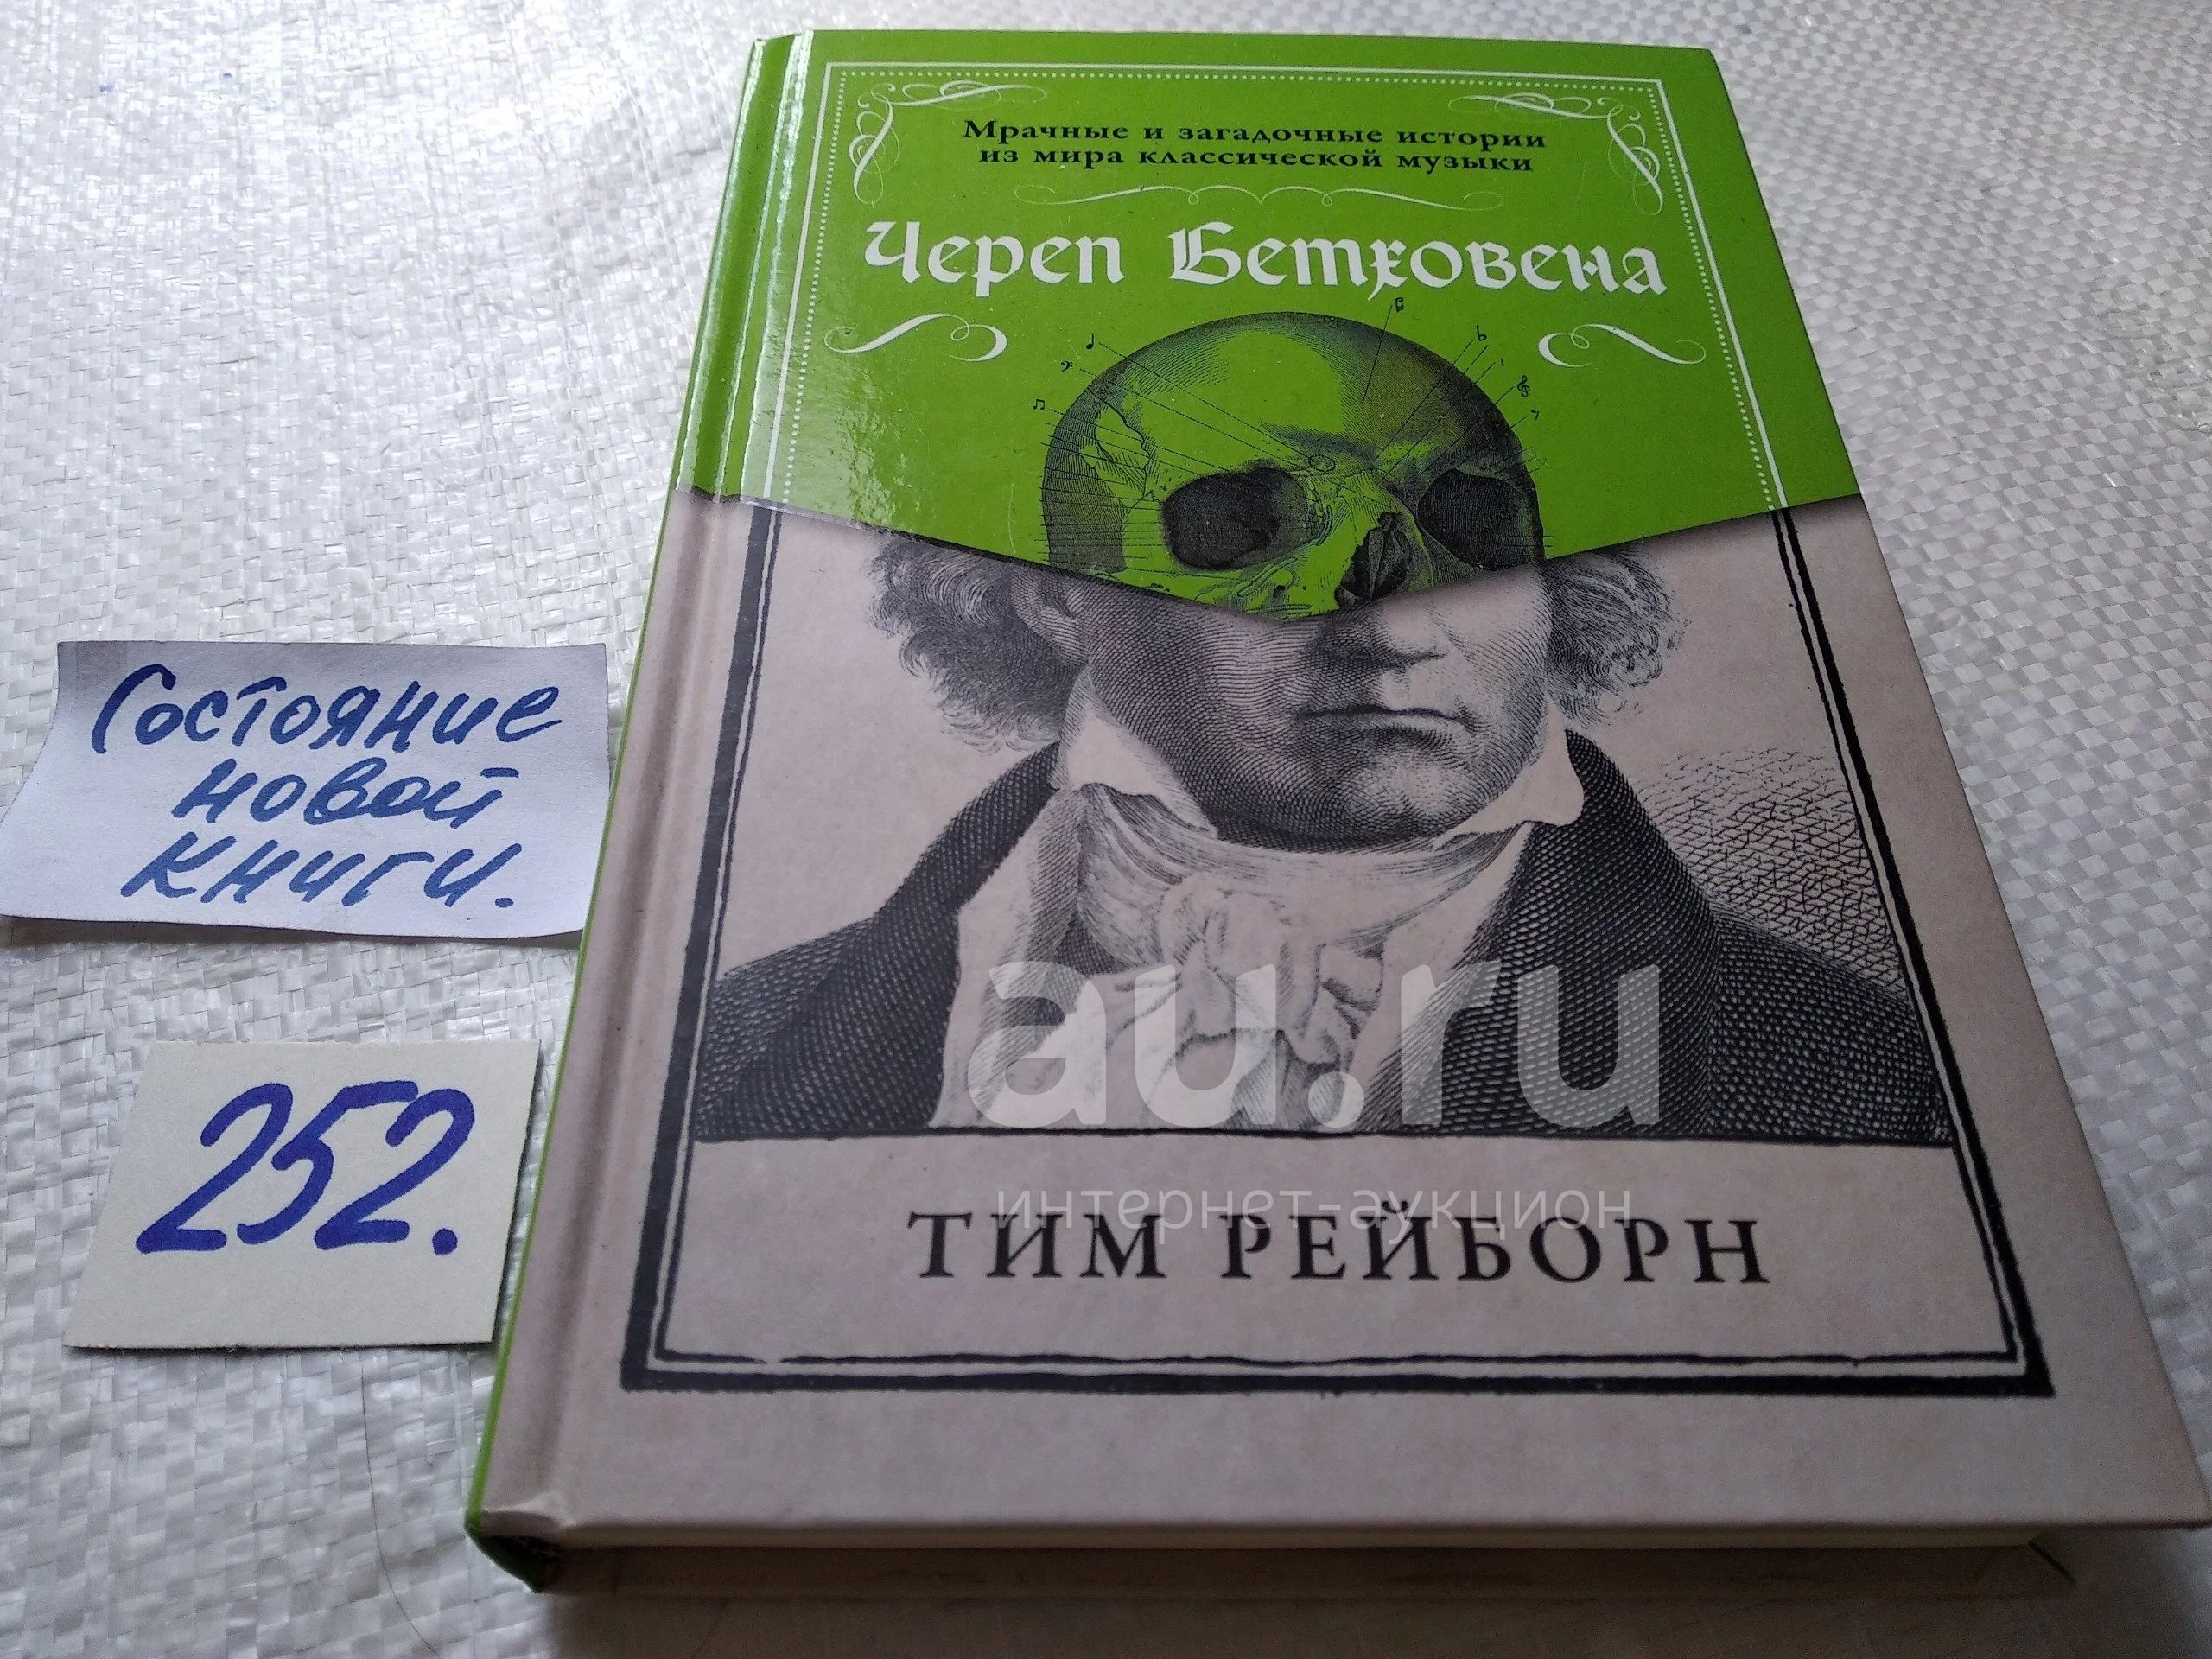 Мрачные и загадочные истории
из мира классической музыки
Череп Бетховена
Состояние
новой
книги.
252.
au.ru
интернет-аукцион
ТИМ РЕЙБОРН